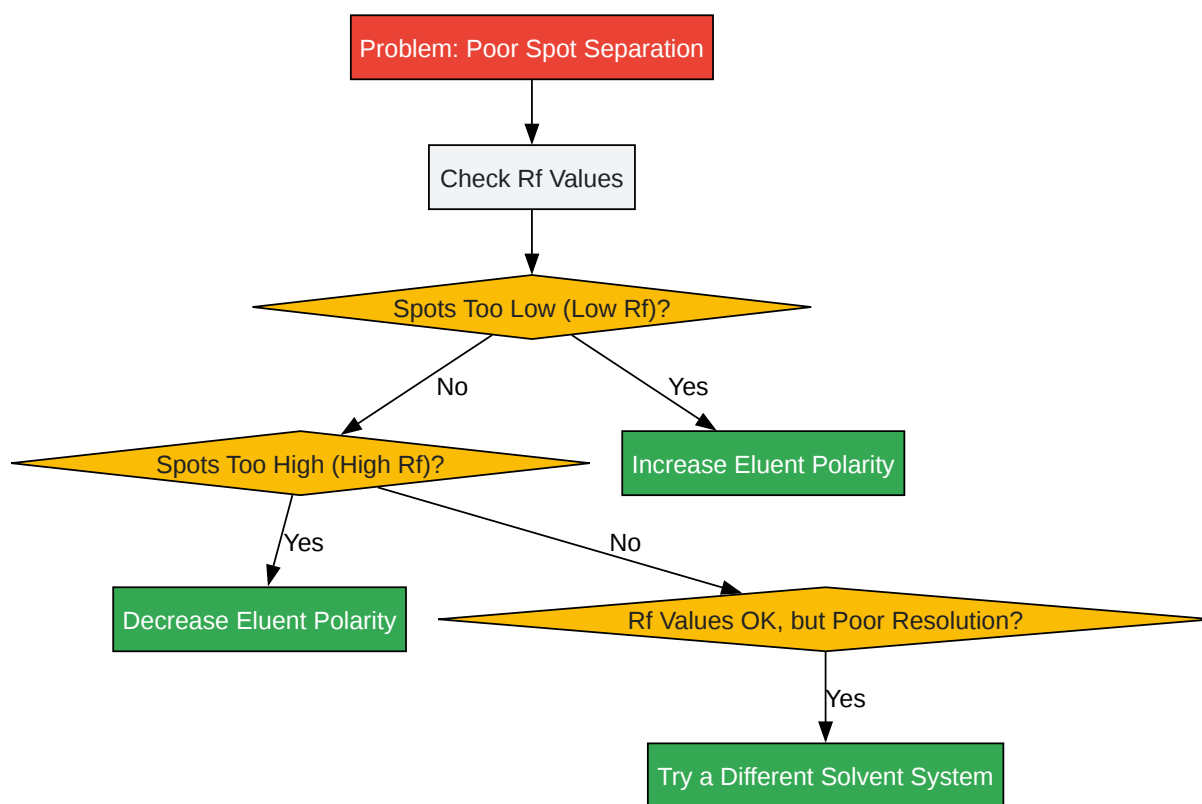 Problem: Poor Spot Separation
Check Rf Values
Spots Too Low (Low Rf)?
No
Yes
Spots Too High (High Rf)?
Increase Eluent Polarity
Yes
No
Decrease Eluent Polarity
Rf Values OK, but Poor Resolution?
Yes
Try a Different Solvent System